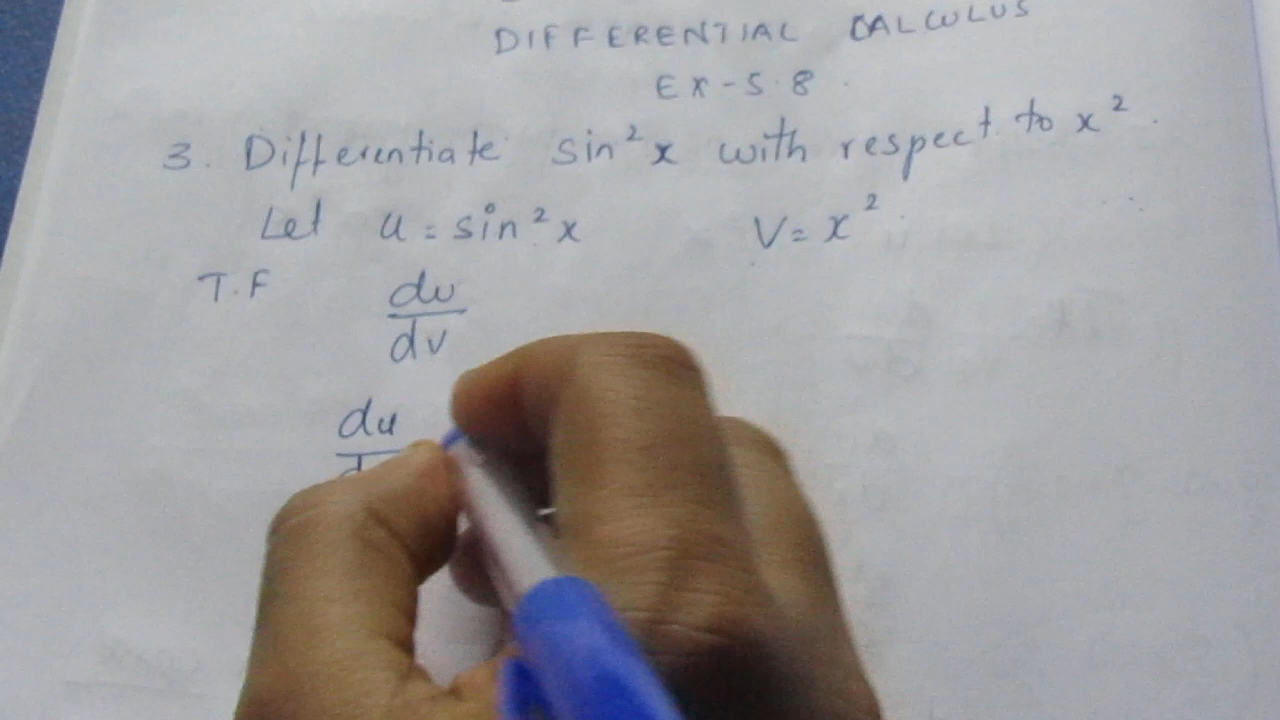 DIFFERENTIAL CALCULUS
EX-5.8.
3. Differentiate sin²x with respect to x².
Let u = sin²x V = x²
T.F
du
dv
du